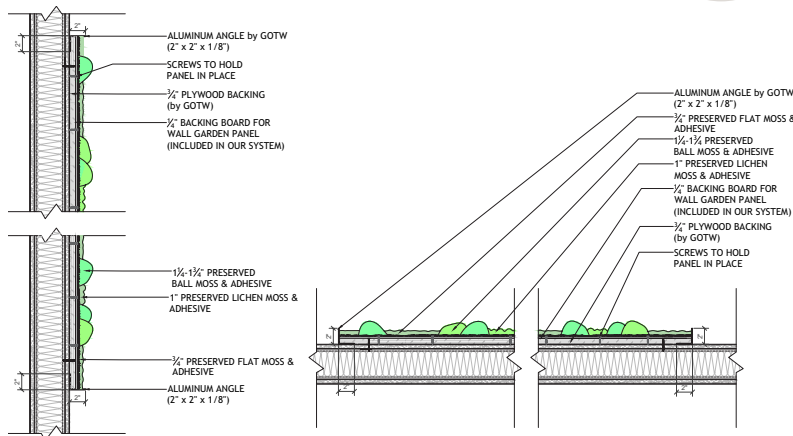 2"
2"
ALUMINUM ANGLE by GOTW
(2" x 2" x 1/8")
SCREWS TO HOLD
PANEL IN PLACE
¾" PLYWOOD BACKING
(by GOTW)
¼" BACKING BOARD FOR
WALL GARDEN PANEL
(INCLUDED IN OUR SYSTEM)
1¼-1¾" PRESERVED
BALL MOSS & ADHESIVE
1" PRESERVED LICHEN MOSS &
ADHESIVE
¾" PRESERVED FLAT MOSS &
ADHESIVE
ALUMINUM ANGLE
(2" x 2" x 1/8")
2"
2"
ALUMINUM ANGLE by GOTW
(2" x 2" x 1/8")
¾" PRESERVED FLAT MOSS &
ADHESIVE
1¼-1¾ PRESERVED
BALL MOSS & ADHESIVE
1" PRESERVED LICHEN
MOSS & ADHESIVE
¼" BACKING BOARD FOR
WALL GARDEN PANEL
(INCLUDED IN OUR SYSTEM)
¾" PLYWOOD BACKING
(by GOTW)
SCREWS TO HOLD
PANEL IN PLACE
2"
2"
2"
2"